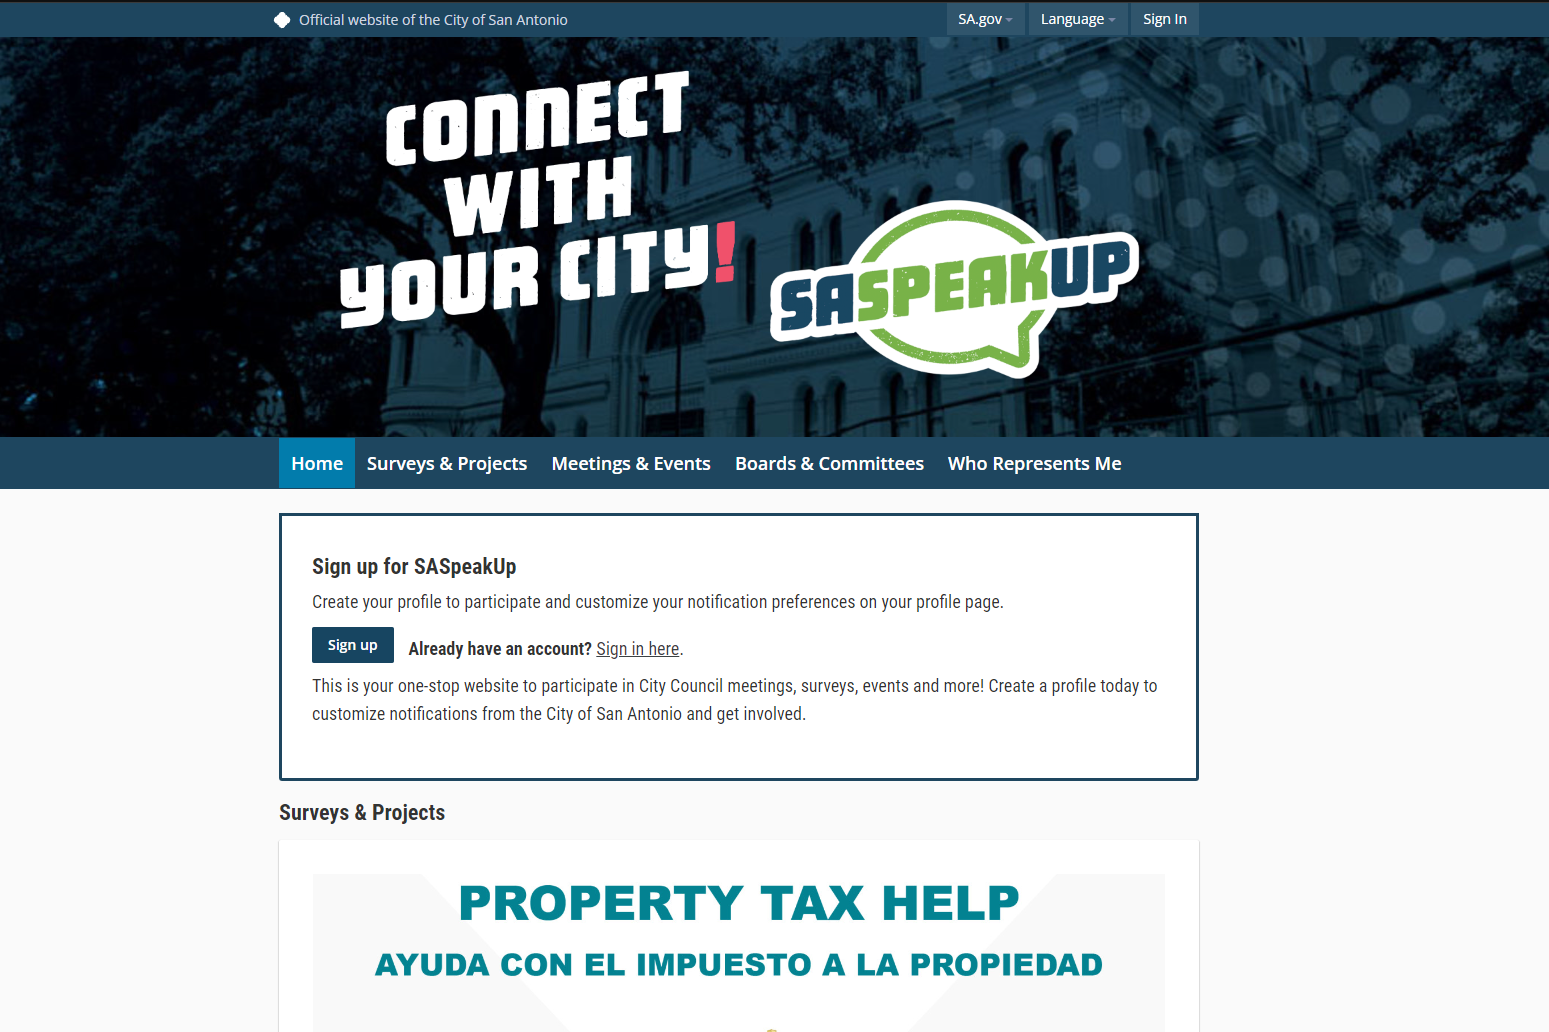 Official website of the City of San Antonio
SA.gov
Language
Sign In
CONNECT
WITH
YOUR CITY!
SASPEAKUP
Home
Surveys & Projects
Meetings & Events
Boards & Committees
Who Represents Me
Sign up for SASpeakUp
Create your profile to participate and customize your notification preferences on your profile page.
Sign up
Already have an account? Sign in here.
This is your one-stop website to participate in City Council meetings, surveys, events and more! Create a profile today to
customize notifications from the City of San Antonio and get involved.
Surveys & Projects
PROPERTY TAX HELP
AYUDA CON EL IMPUESTO A LA PROPIEDAD